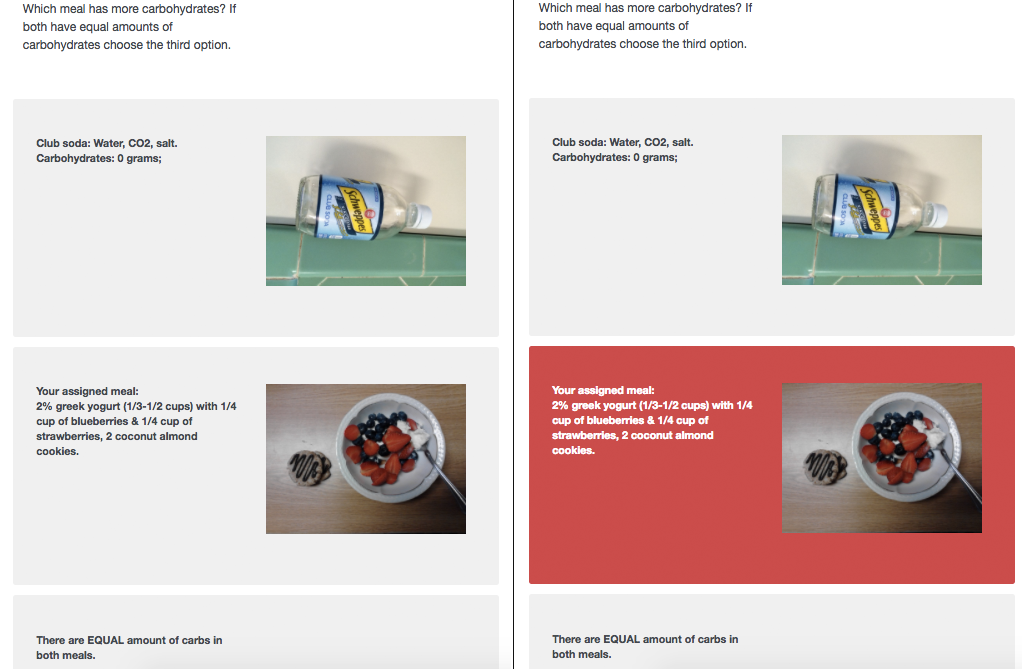 Which meal has more carbohydrates? If
both have equal amounts of
carbohydrates choose the third option.
Club soda: Water, CO2, salt.
Carbohydrates: 0 grams;
Schweppes
CLUB SODA
Your assigned meal:
2% greek yogurt (1/3-1/2 cups) with 1/4
cup of blueberries & 1/4 cup of
strawberries, 2 coconut almond
cookies.
There are EQUAL amount of carbs in
both meals.
Which meal has more carbohydrates? If
both have equal amounts of
carbohydrates choose the third option.
Club soda: Water, CO2, salt.
Carbohydrates: 0 grams;
Schweppes
CLUB SODA
Your assigned meal:
2% greek yogurt (1/3-1/2 cups) with 1/4
cup of blueberries & 1/4 cup of
strawberries, 2 coconut almond
cookies.
There are EQUAL amount of carbs in
both meals.